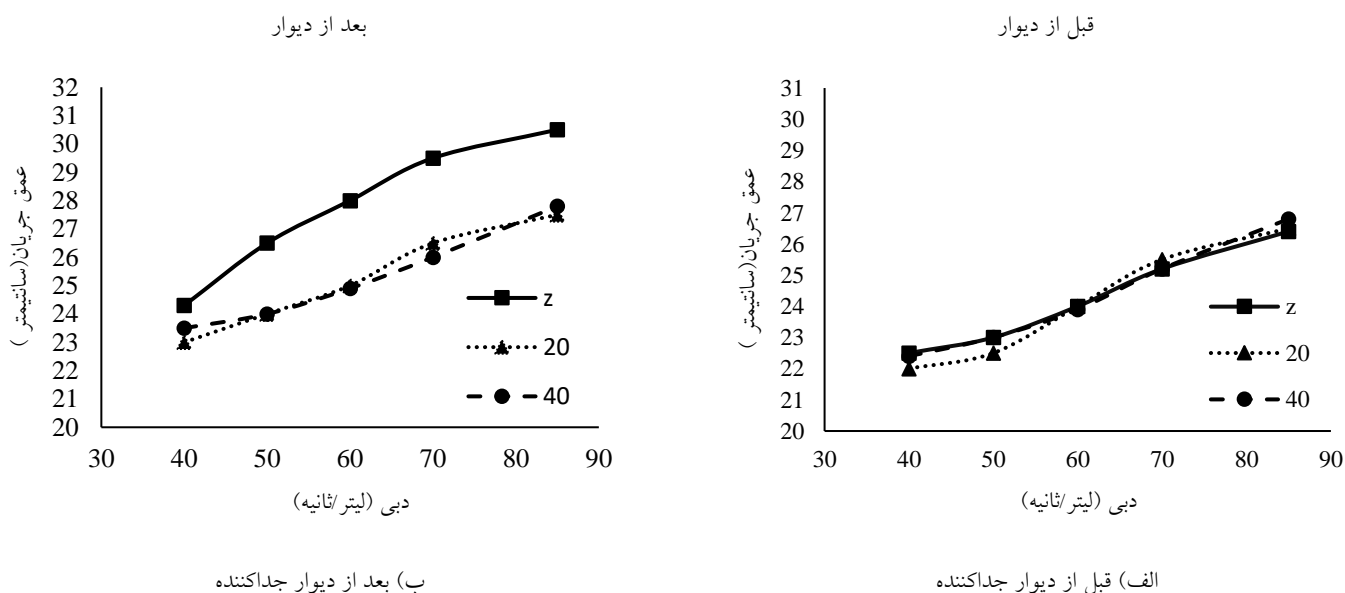 قبل از دیوار
31
30
29
28
27
26
25
24
23
22
21
20
عمق جریان(سانتیمتر)
z
20
40
30 40 50 60 70 80 90
دبی (لیتر/ثانیه)
الف) قبل از دیوار جداکننده
بعد از دیوار
32
31
30
29
28
27
26
25
24
23
22
21
20
عمق جریان(سانتیمتر)
z
20
40
30 40 50 60 70 80 90
دبی (لیتر/ثانیه)
ب) بعد از دیوار جداکننده